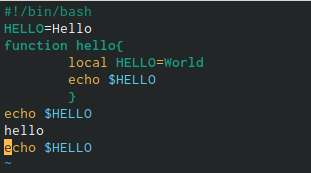 #!/bin/bash
HELLO=Hello
function hello{
        local HELLO=World
        echo $HELLO
        }
echo $HELLO
hello
echo $HELLO
~